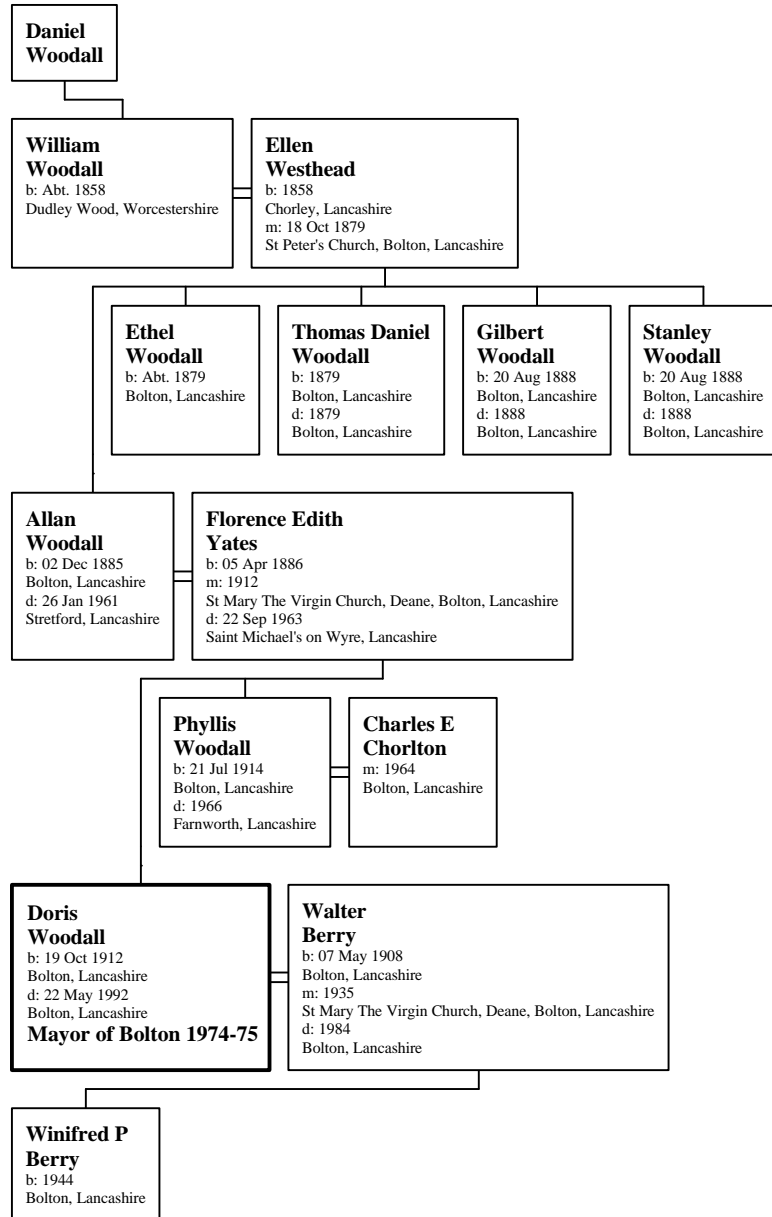 Daniel
Woodall
William
Woodall
b: Abt. 1858
Dudley Wood, Worcestershire
Ellen
Westhead
b: 1858
Chorley, Lancashire
m: 18 Oct 1879
St Peter's Church, Bolton, Lancashire
Ethel
Woodall
b: Abt. 1879
Bolton, Lancashire
Thomas Daniel
Woodall
b: 1879
Bolton, Lancashire
d: 1879
Bolton, Lancashire
Gilbert
Woodall
b: 20 Aug 1888
Bolton, Lancashire
d: 1888
Bolton, Lancashire
Stanley
Woodall
b: 20 Aug 1888
Bolton, Lancashire
d: 1888
Bolton, Lancashire
Allan
Woodall
b: 02 Dec 1885
Bolton, Lancashire
d: 26 Jan 1961
Stretford, Lancashire
Florence Edith
Yates
b: 05 Apr 1886
m: 1912
St Mary The Virgin Church, Deane, Bolton, Lancashire
d: 22 Sep 1963
Saint Michael's on Wyre, Lancashire
Phyllis
Woodall
b: 21 Jul 1914
Bolton, Lancashire
d: 1966
Farnworth, Lancashire
Charles E
Chorlton
m: 1964
Bolton, Lancashire
Doris
Woodall
b: 19 Oct 1912
Bolton, Lancashire
d: 22 May 1992
Bolton, Lancashire
Mayor of Bolton 1974-75
Walter
Berry
b: 07 May 1908
Bolton, Lancashire
m: 1935
St Mary The Virgin Church, Deane, Bolton, Lancashire
d: 1984
Bolton, Lancashire
Winifred P
Berry
b: 1944
Bolton, Lancashire